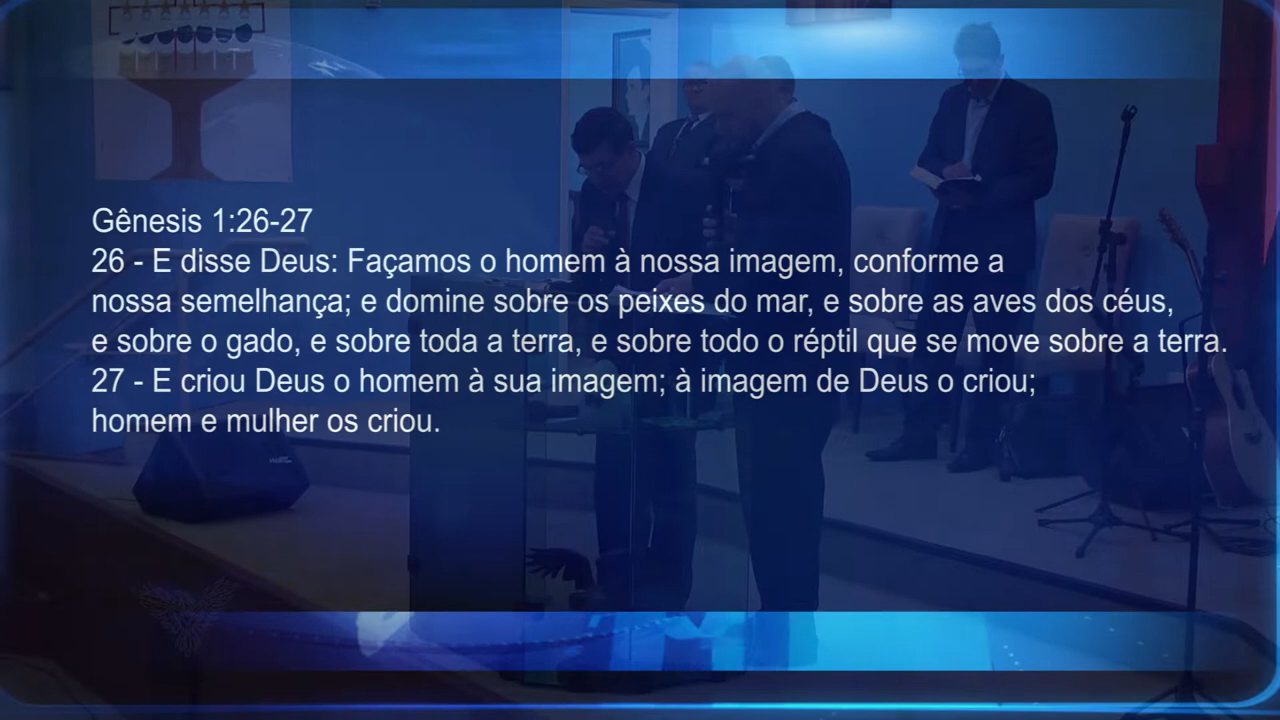 Gênesis 1:26-27
26 - E disse Deus: Façamos o homem à nossa imagem, conforme a
nossa semelhança; e domine sobre os peixes do mar, e sobre as aves dos céus,
e sobre o gado, e sobre toda a terra, e sobre todo o réptil que se move sobre a terra.
27 - E criou Deus o homem à sua imagem; à imagem de Deus o criou;
homem e mulher os criou.